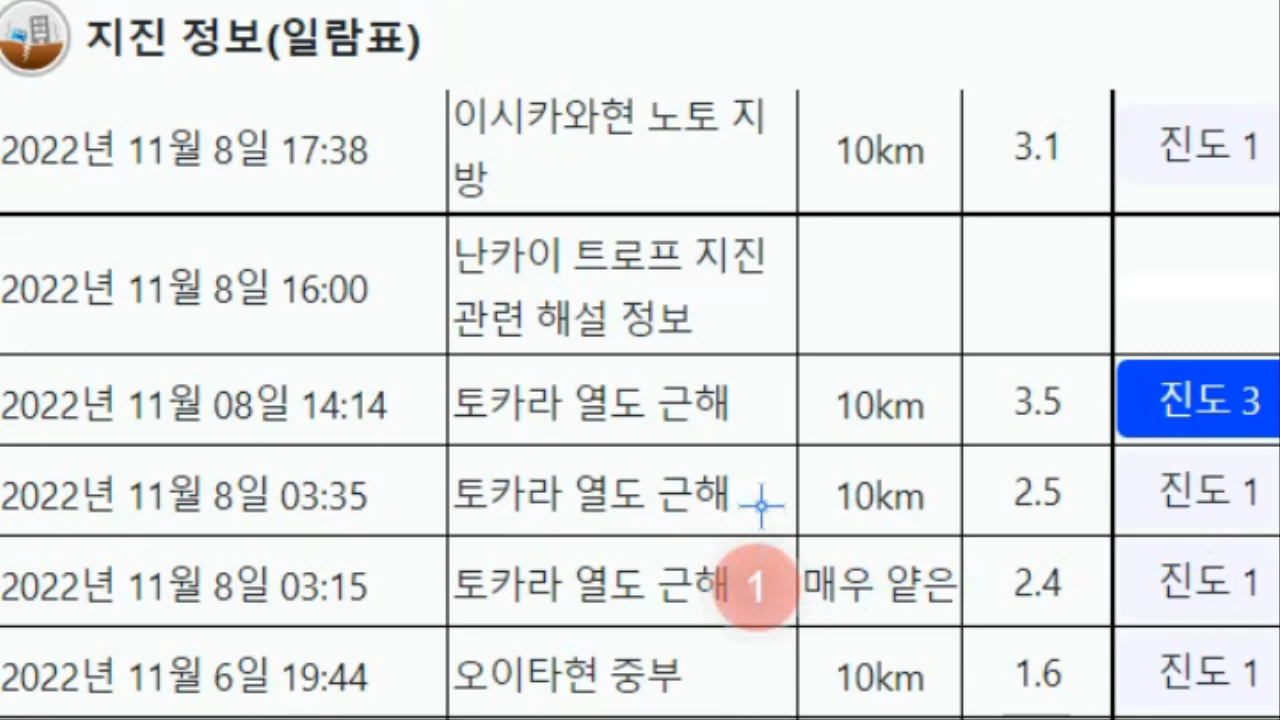 지진 정보(일람표)
2022년 11월 8일 17:38 이시카와현 노토 지방 10km 3.1 진도 1
2022년 11월 8일 16:00 난카이 트로프 지진 관련 해설 정보
2022년 11월 08일 14:14 토카라 열도 근해 10km 3.5 진도 3
2022년 11월 8일 03:35 토카라 열도 근해 10km 2.5 진도 1
2022년 11월 8일 03:15 토카라 열도 근해 1 매우 얕은 2.4 진도 1
2022년 11월 6일 19:44 오이타현 중부 10km 1.6 진도 1